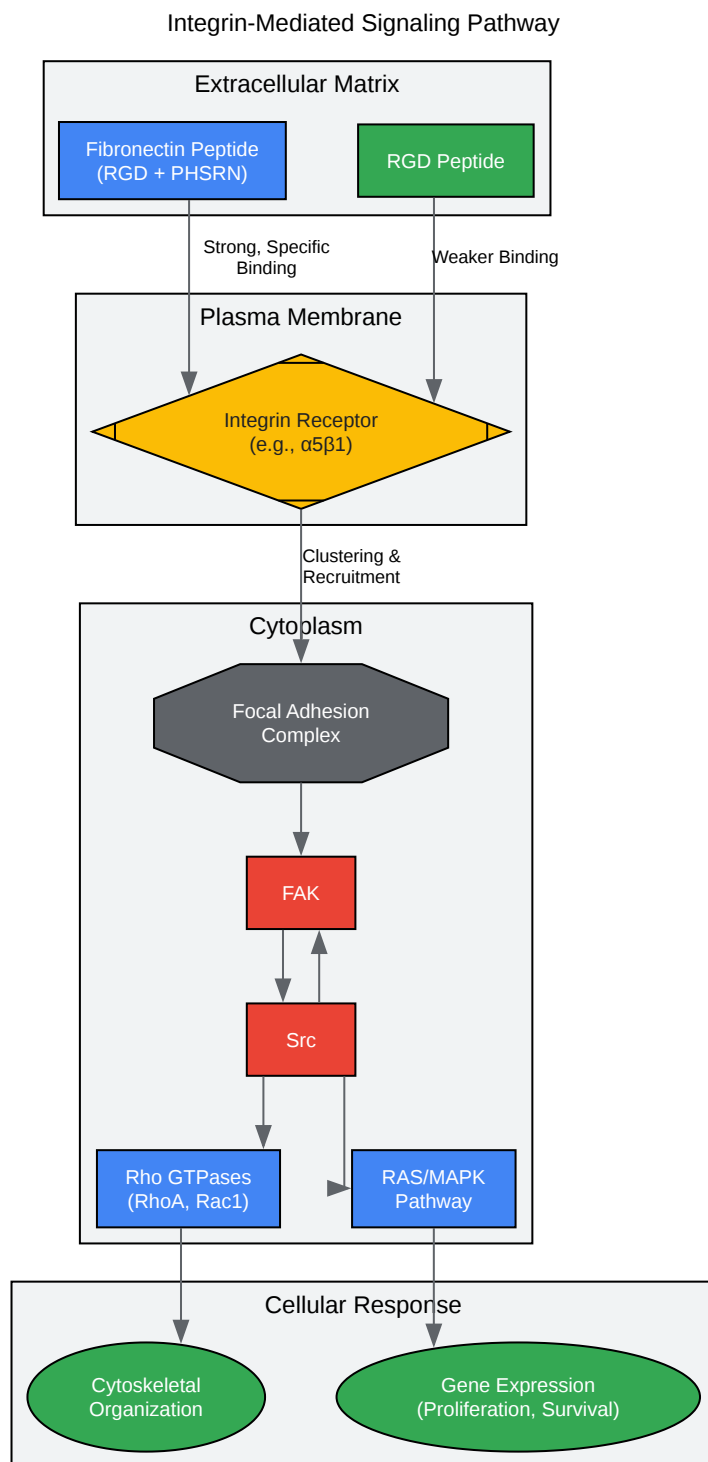 Integrin-Mediated Signaling Pathway
Extracellular Matrix
Fibronectin Peptide
(RGD + PHSRN)
RGD Peptide
Strong, Specific
Binding
Weaker Binding
Plasma Membrane
Integrin Receptor
(e.g., α5β1)
Clustering &
Recruitment
Cytoplasm
Focal Adhesion
Complex
FAK
Src
Rho GTPases
(RhoA, Rac1)
RAS/MAPK
Pathway
Cellular Response
Cytoskeletal
Organization
Gene Expression
(Proliferation, Survival)